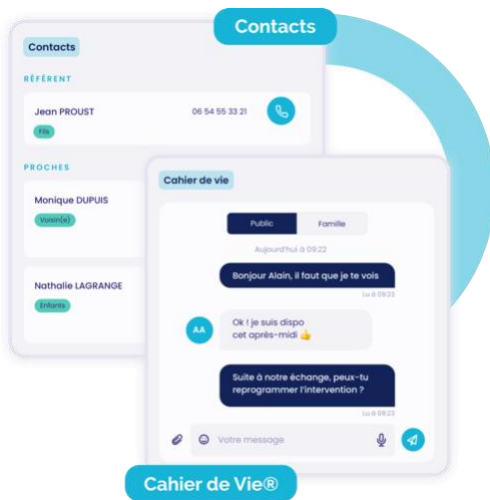 Contacts
Contacts
RÉFÉRENT
Jean PROUST
06 54 55 33 21
Fils
PROCHES
Monique DUPUIS
Voisin(e)
Nathalie LAGRANGE
Enfants
Cahier de vie
Public
Famille
Aujourd'hui à 09:22
Bonjour Alain, il faut que je te vois
Lu à 09:23
AA
Ok ! je suis dispo
cet après-midi 👍
Suite à notre échange, peux-tu
reprogrammer l'intervention ?
Lu à 09:23
Votre message
Cahier de Vie®